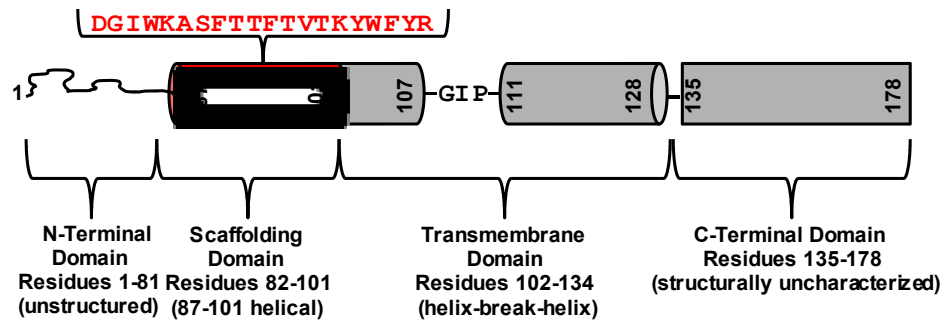 DGIWKASFTTFTVTKYWFYR
1 107 GIP 111 128 135 178
N-Terminal
Domain
Residues 1-81
(unstructured)
Scaffolding
Domain
Residues 82-101
(87-101 helical)
Transmembrane
Domain
Residues 102-134
(helix-break-helix)
C-Terminal Domain
Residues 135-178
(structurally uncharacterized)